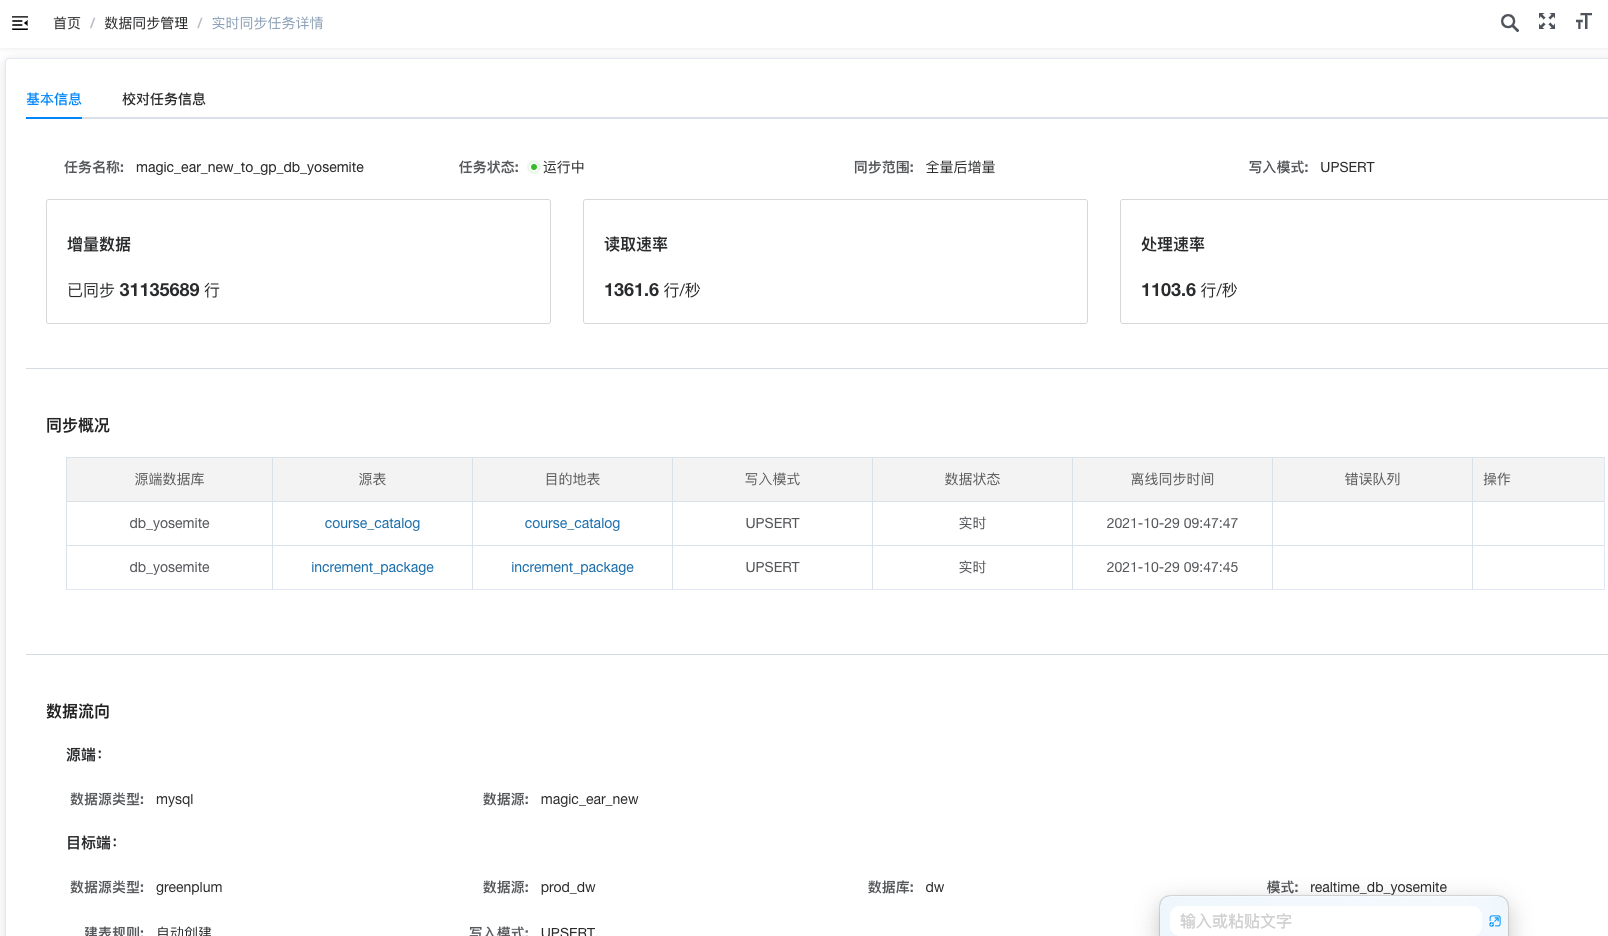 首页 / 数据同步管理 / 实时同步任务详情
基本信息 校对任务信息
任务名称: magic_ear_new_to_gp_db_yosemite 任务状态: 运行中 同步范围: 全量后增量 写入模式: UPSERT
增量数据 读取速率 处理速率
已同步 31135689 行 1361.6 行/秒 1103.6 行/秒
同步概况
源端数据库 源表 目的地表 写入模式 数据状态 离线同步时间 错误队列 操作
db_yosemite course_catalog course_catalog UPSERT 实时 2021-10-29 09:47:47
db_yosemite increment_package increment_package UPSERT 实时 2021-10-29 09:47:45
数据流向
源端:
数据源类型: mysql 数据源: magic_ear_new
目标端:
数据源类型: greenplum 数据源: prod_dw 数据库: dw 模式: realtime_db_yosemite
建表规则: 自动创建 写入模式: UPSERT
输入或粘贴文字